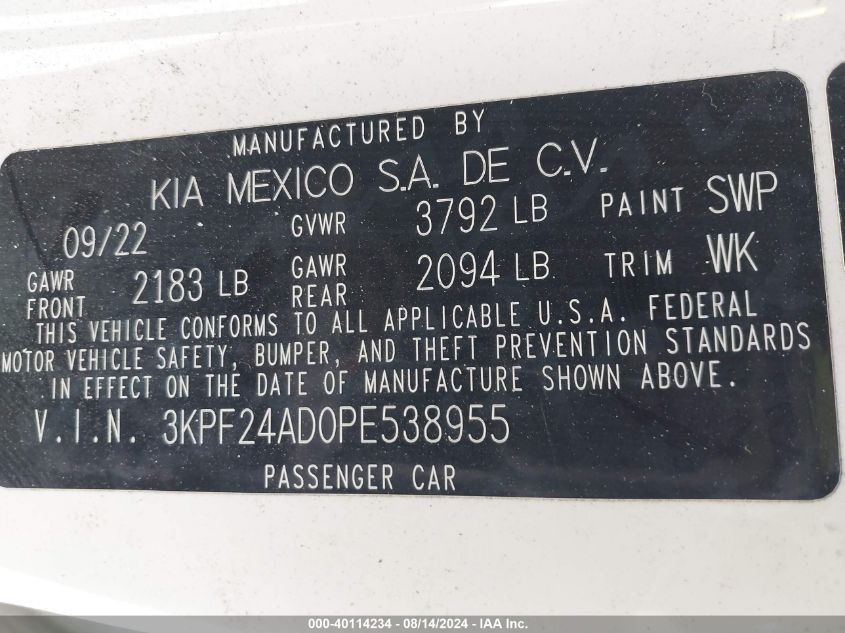 MANUFACTURED BY
KIA MEXICO S.A. DE C.V.
09/22 GVWR 3792 LB PAINT SWP
GAWR FRONT 2183 LB GAWR REAR 2094 LB TRIM WK
THIS VEHICLE CONFORMS TO ALL APPLICABLE U.S.A. FEDERAL
MOTOR VEHICLE SAFETY, BUMPER, AND THEFT PREVENTION STANDARDS
IN EFFECT ON THE DATE OF MANUFACTURE SHOWN ABOVE.
V.I.N. 3KPF24AD0PE538955
PASSENGER CAR
000-40114234 - 08/14/2024 - IAA Inc.